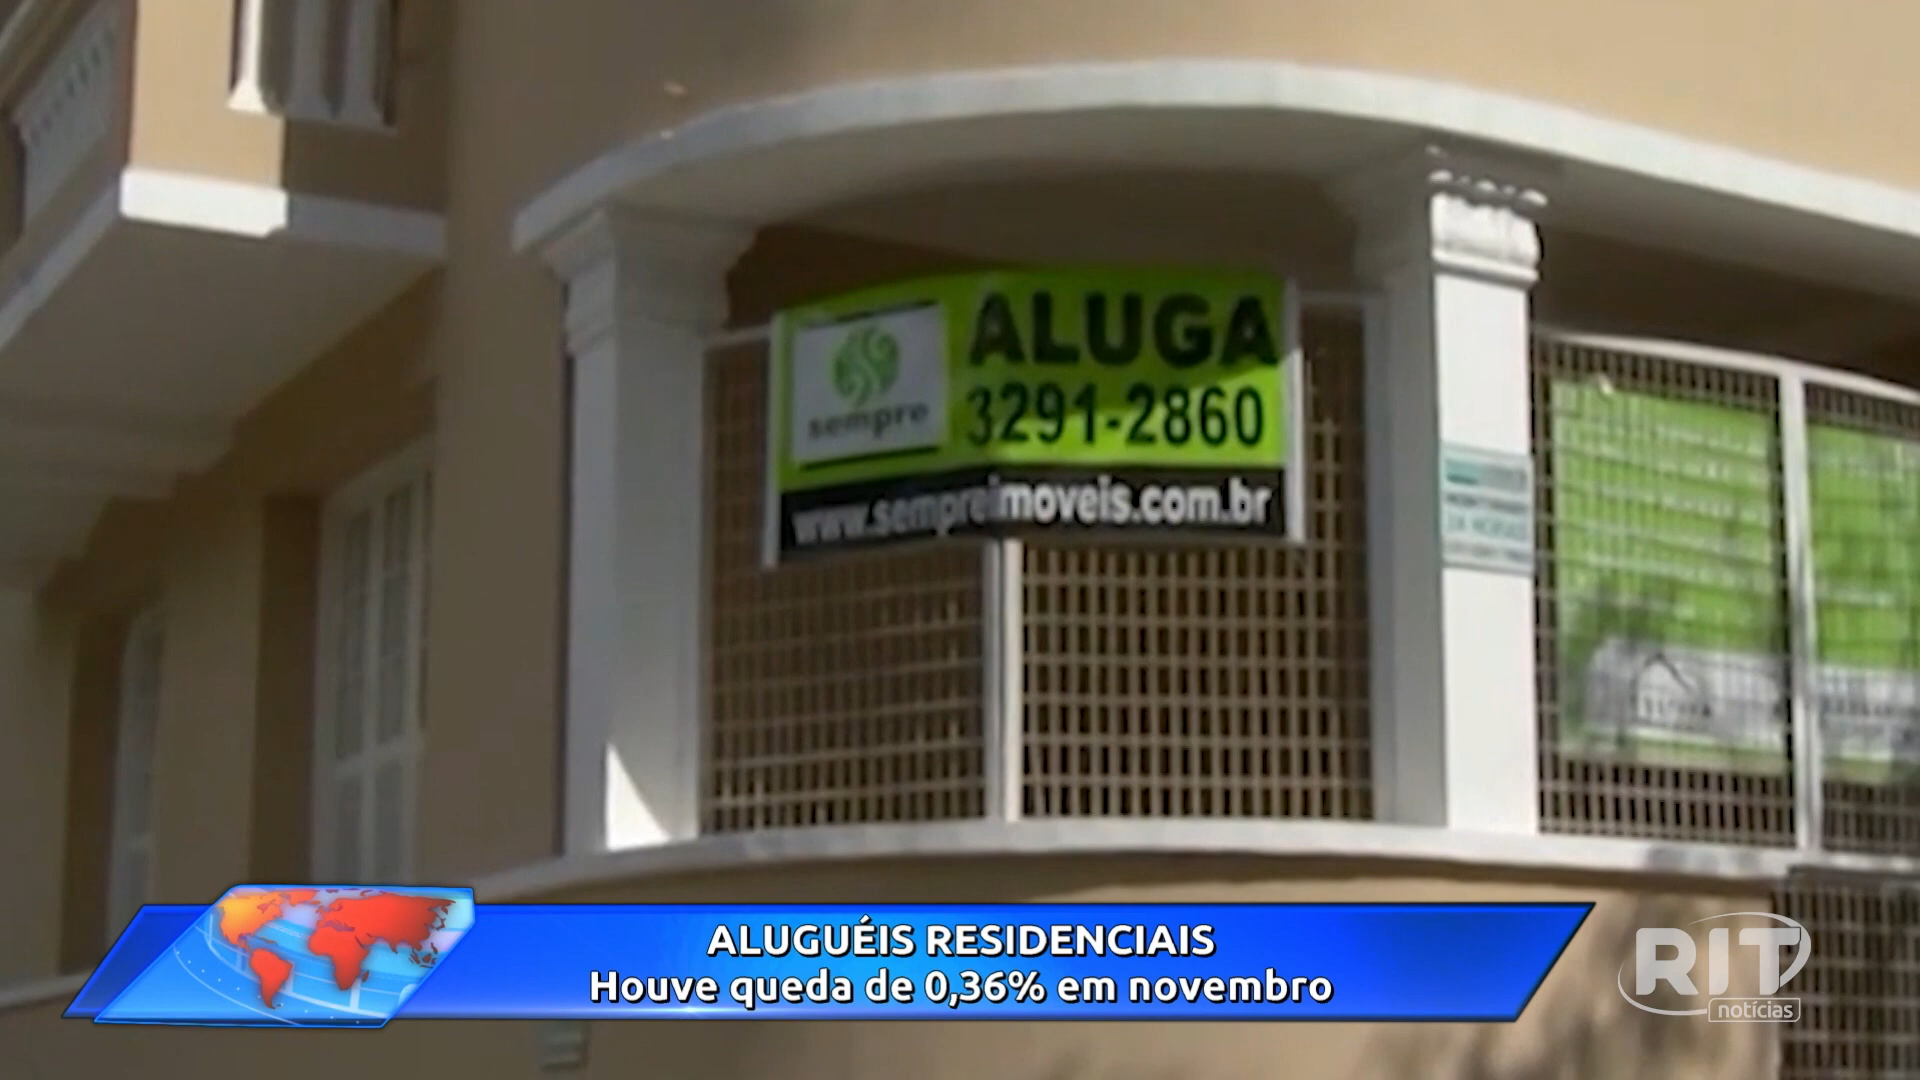 ALUGA
sempre
3291-2860
www.sempreimoveis.com.br
ALUGUÉIS RESIDENCIAIS
Houve queda de 0,36% em novembro
RIT
notícias